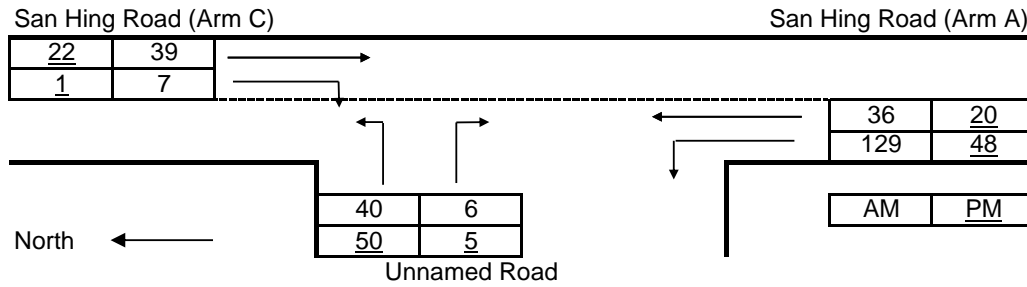 San Hing Road (Arm C) San Hing Road (Arm A)
22 39
1 7
36 20
129 48
40 6 AM PM
50 5
North
Unnamed Road